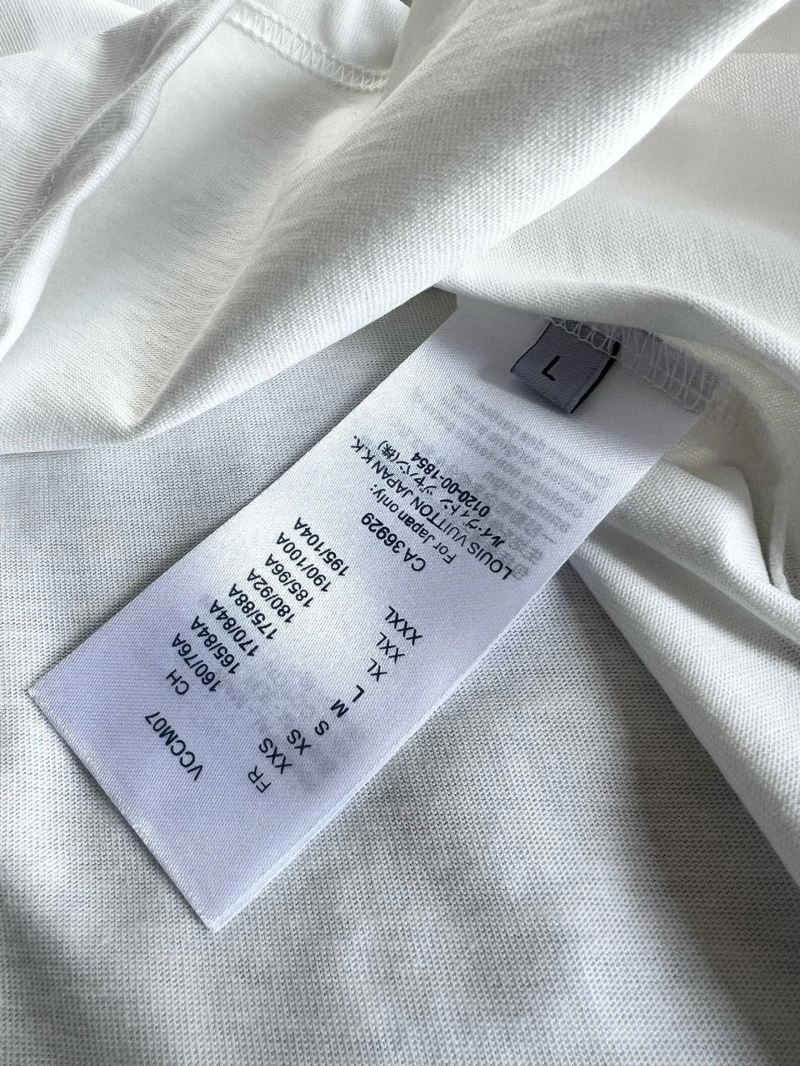 VCCM07
FR CH
XXS 160/76A
XS 165/84A
S 170/84A
M 175/88A
L 180/92A
XL 185/96A
XXL 190/100A
XXXL 195/104A
CA 36929
For Japan only:
LOUIS VUITTON JAPAN K.K.
ルイ・ヴィトン ジャパン(株)
0120-00-1854
L